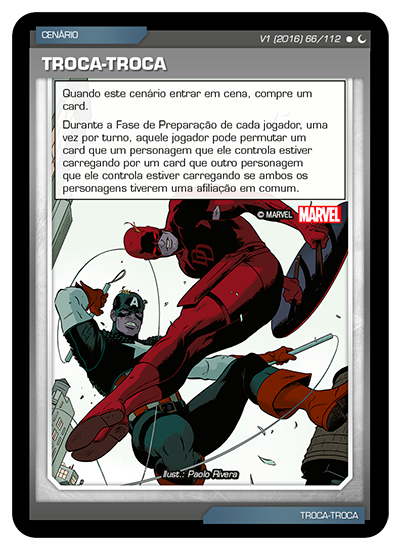 CENÁRIO
V1 (2016) 66/112
TROCA-TROCA
Quando este cenário entrar em cena, compre um
card.
Durante a Fase de Preparação de cada jogador, uma
vez por turno, aquele jogador pode permutar um
card que um personagem que ele controla estiver
carregando por um card que outro personagem
que ele controla estiver carregando se ambos os
personagens tiverem uma afiliação em comum.
© MARVEL MARVEL
A
DD
Ilust.: Paolo Rivera
TROCA-TROCA